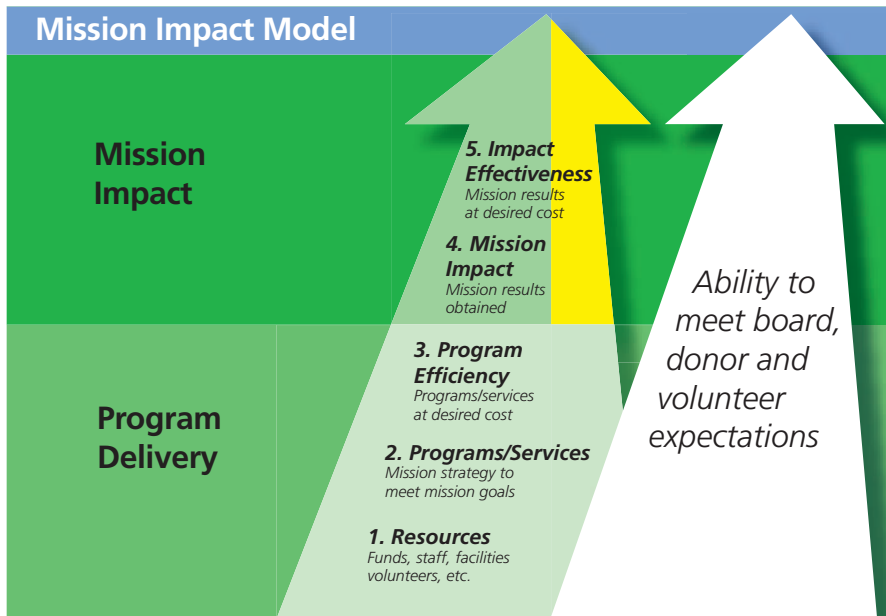 Mission Impact Model
Mission
Impact
5. Impact
Effectiveness
Mission results
at desired cost
4. Mission
Impact
Mission results
obtained
Program
Delivery
3. Program
Efficiency
Programs/services
at desired cost
2. Programs/Services
Mission strategy to
meet mission goals
1. Resources
Funds, staff, facilities
volunteers, etc.
Ability to
meet board,
donor and
volunteer
expectations